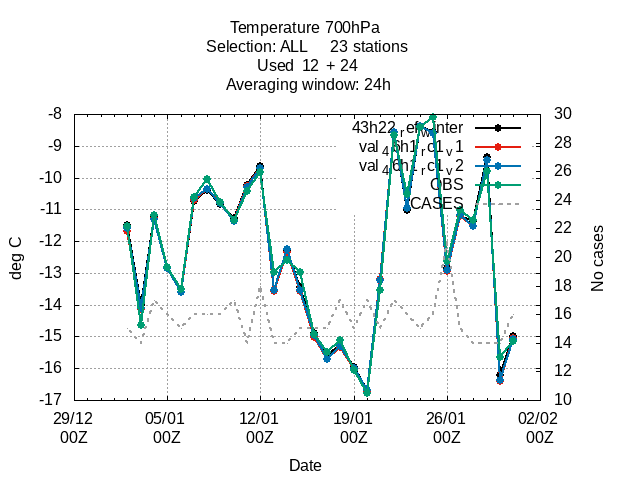 Temperature 700hPa
Selection: ALL 23 stations
Used 12 + 24
Averaging window: 24h
43h22_ref_winter
val_46h1_rc1_v1
val_46h1_rc1_v2
OBS
CASES
-8
-9
-10
-11
-12
-13
-14
-15
-16
-17
deg C
30
28
26
24
22
20
18
16
14
12
10
No cases
29/12 05/01 12/01 19/01 26/01 02/02
00Z 00Z 00Z 00Z 00Z 00Z
Date